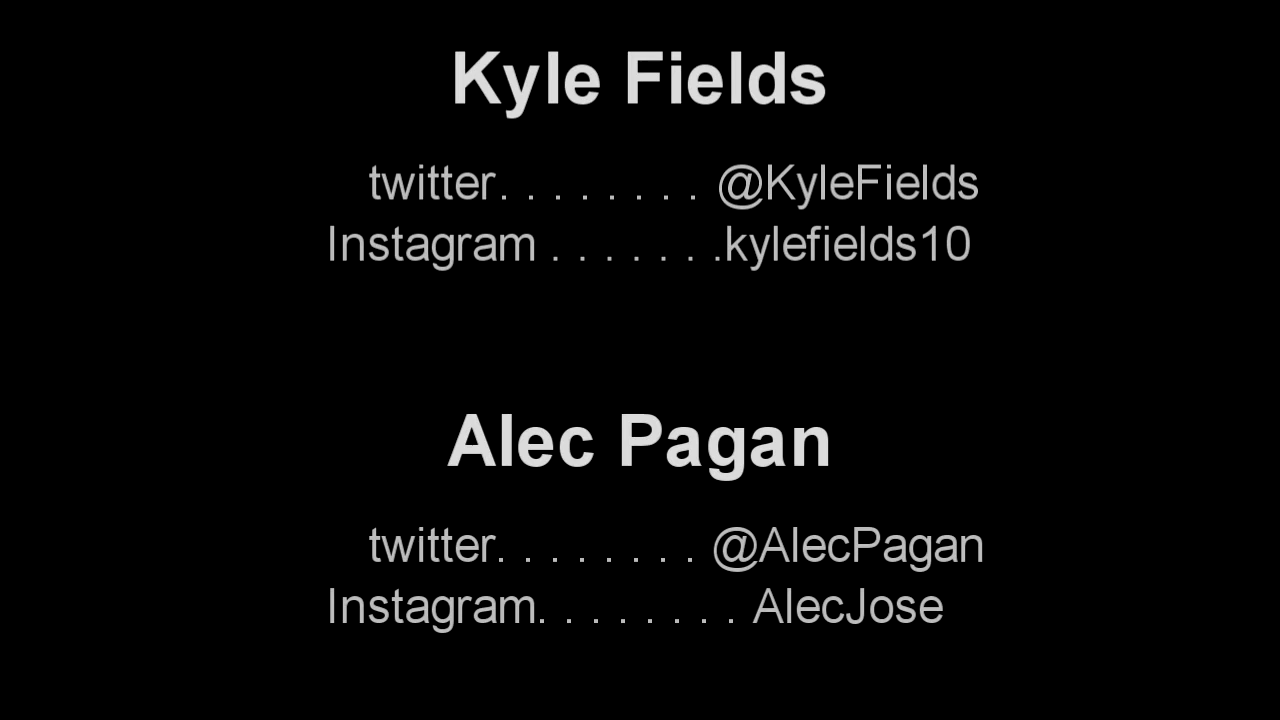 Kyle Fields
twitter. . . . . . . . @KyleFields
Instagram . . . . . . .kylefields10
Alec Pagan
twitter. . . . . . . . @AlecPagan
Instagram. . . . . . . . AlecJose